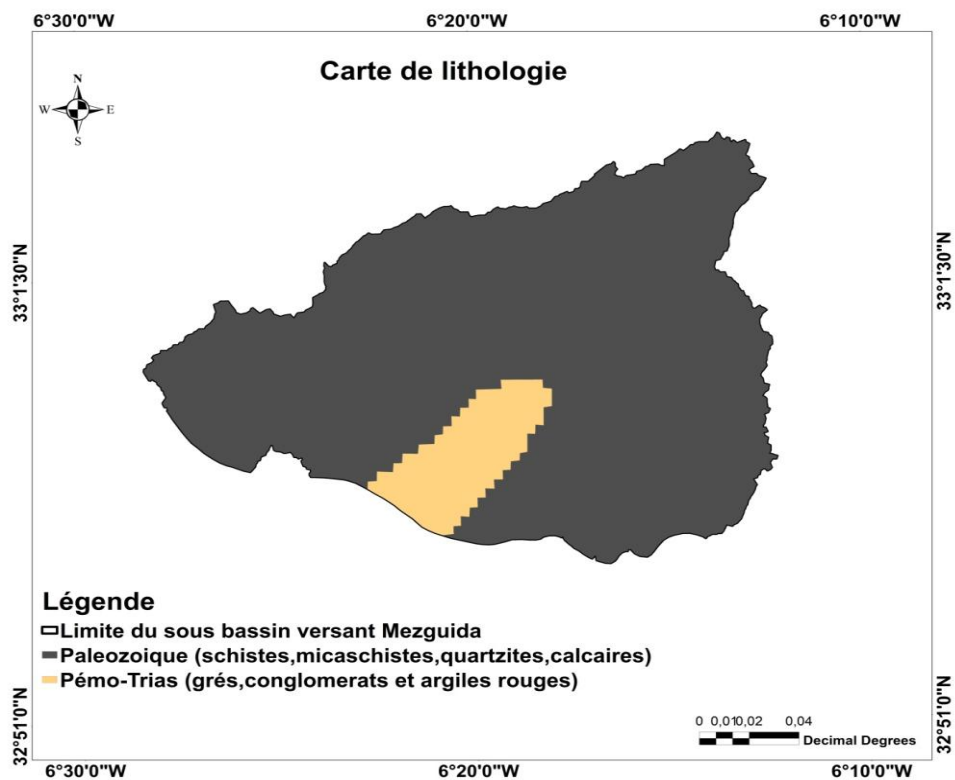 6°30'0"W 6°20'0"W 6°10'0"W
Carte de lithologie
N
W E
S
33°1'30"N 33°1'30"N
Légende
Limite du sous bassin versant Mezguida
Paleozoique (schistes,micaschistes,quartzites,calcaires)
Pémo-Trias (grés,conglomerats et argiles rouges)
0 0,010,02 0,04
Decimal Degrees
32°51'0"N 32°51'0"N
6°30'0"W 6°20'0"W 6°10'0"W